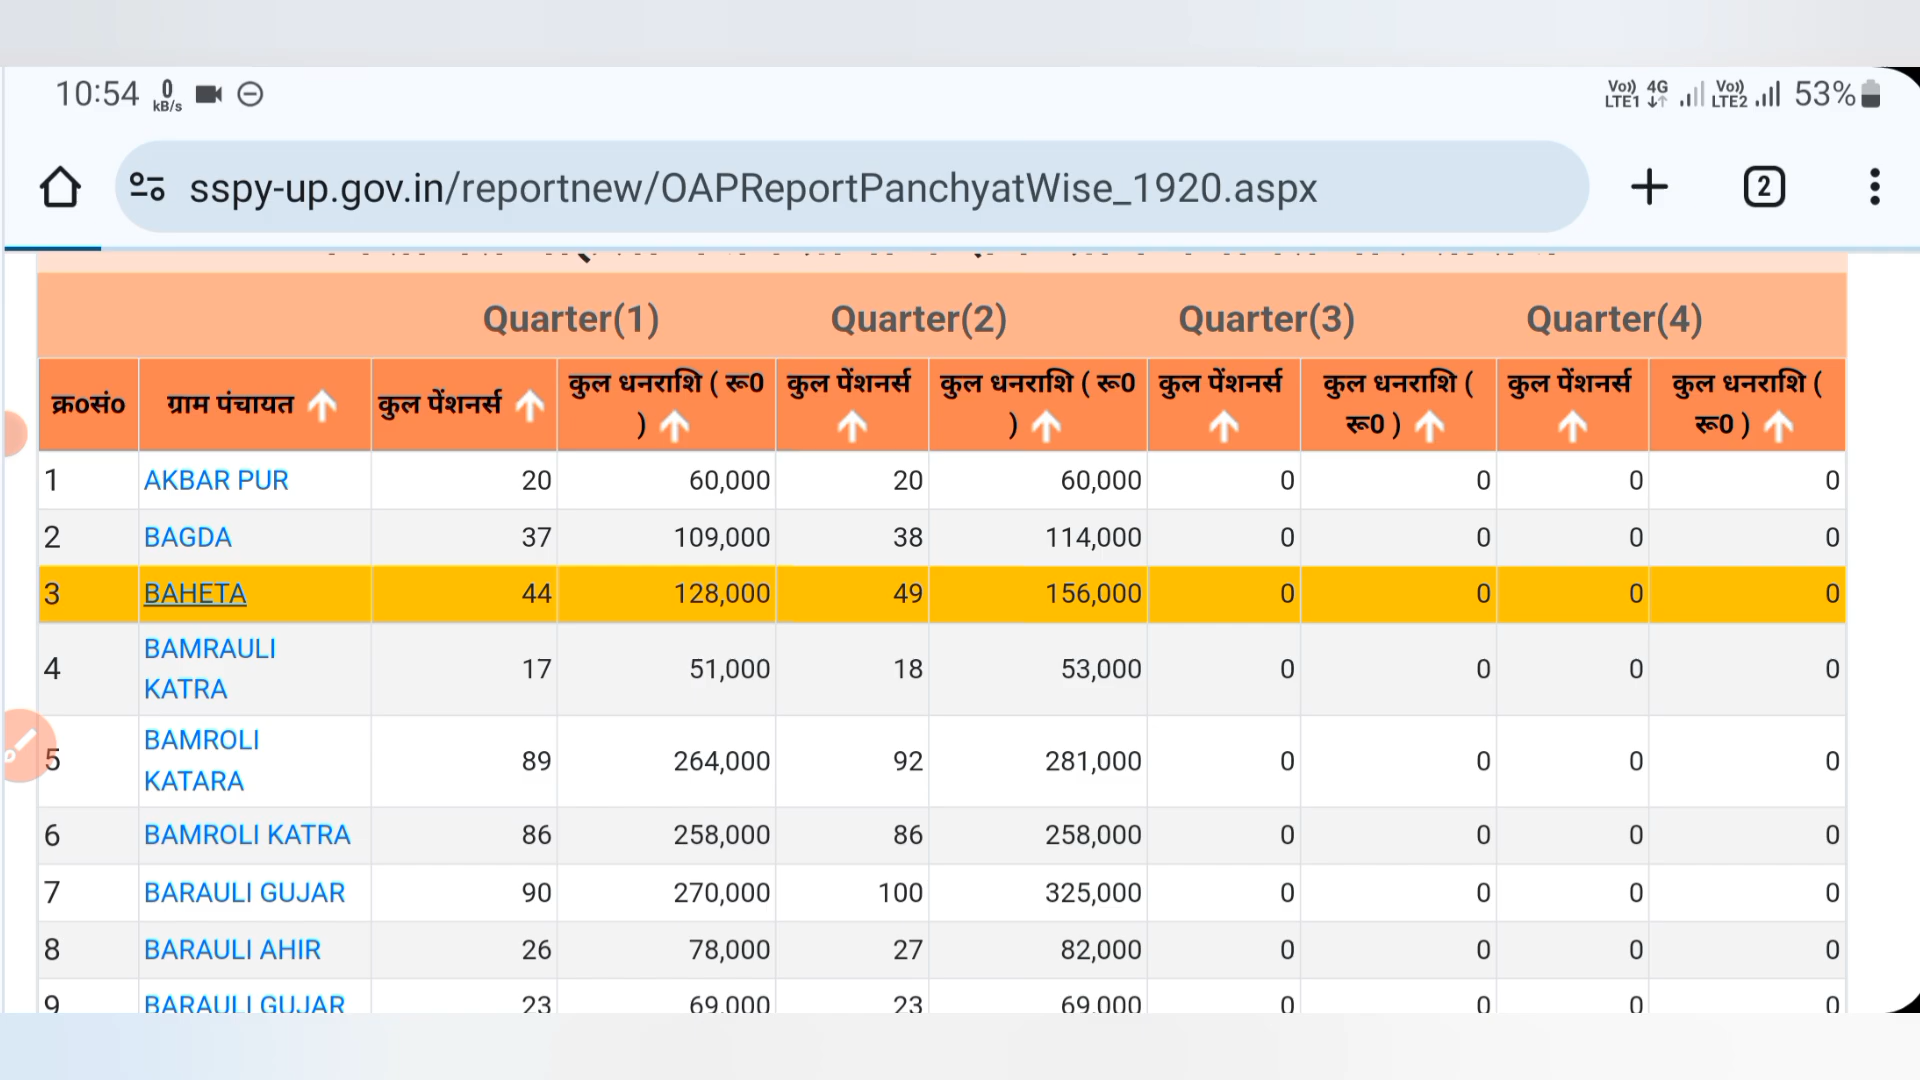 10:54 0 kB/s Vo)) LTE1 4G Vo)) LTE2 53%
sspy-up.gov.in/reportnew/OAPReportPanchyatWise_1920.aspx 2
Quarter(1) Quarter(2) Quarter(3) Quarter(4)
क्र०सं० ग्राम पंचायत कुल पेंशनर्स कुल धनराशि ( रू0 ) कुल पेंशनर्स कुल धनराशि ( रू0 ) कुल पेंशनर्स कुल धनराशि ( रू0 ) कुल पेंशनर्स कुल धनराशि ( रू0 )
1 AKBAR PUR 20 60,000 20 60,000 0 0 0 0
2 BAGDA 37 109,000 38 114,000 0 0 0 0
3 BAHETA 44 128,000 49 156,000 0 0 0 0
4 BAMRAULI KATRA 17 51,000 18 53,000 0 0 0 0
5 BAMROLI KATARA 89 264,000 92 281,000 0 0 0 0
6 BAMROLI KATRA 86 258,000 86 258,000 0 0 0 0
7 BARAULI GUJAR 90 270,000 100 325,000 0 0 0 0
8 BARAULI AHIR 26 78,000 27 82,000 0 0 0 0
9 BARAULI GUJAR 23 69,000 23 69,000 0 0 0 0